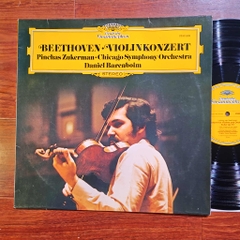 BEETHOVEN · VIOLINKONZERT
Pinchas Zukerman · Chicago Symphony Orchestra
Daniel Barenboim
STEREO